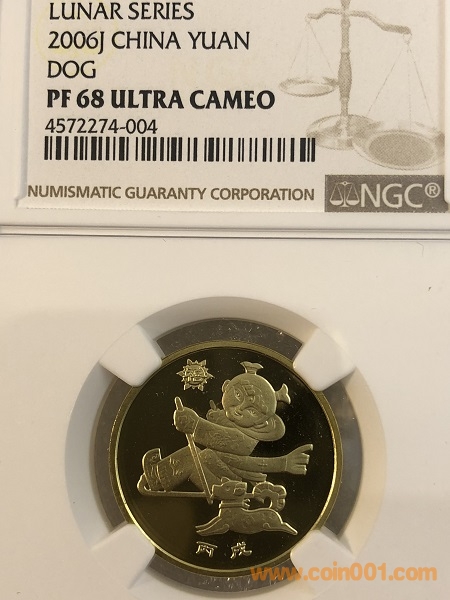 LUNAR SERIES
2006J CHINA YUAN
DOG
PF 68 ULTRA CAMEO
4572274-004
NUMISMATIC GUARANTY CORPORATION
NGC®
丙戌
www.coin001.com